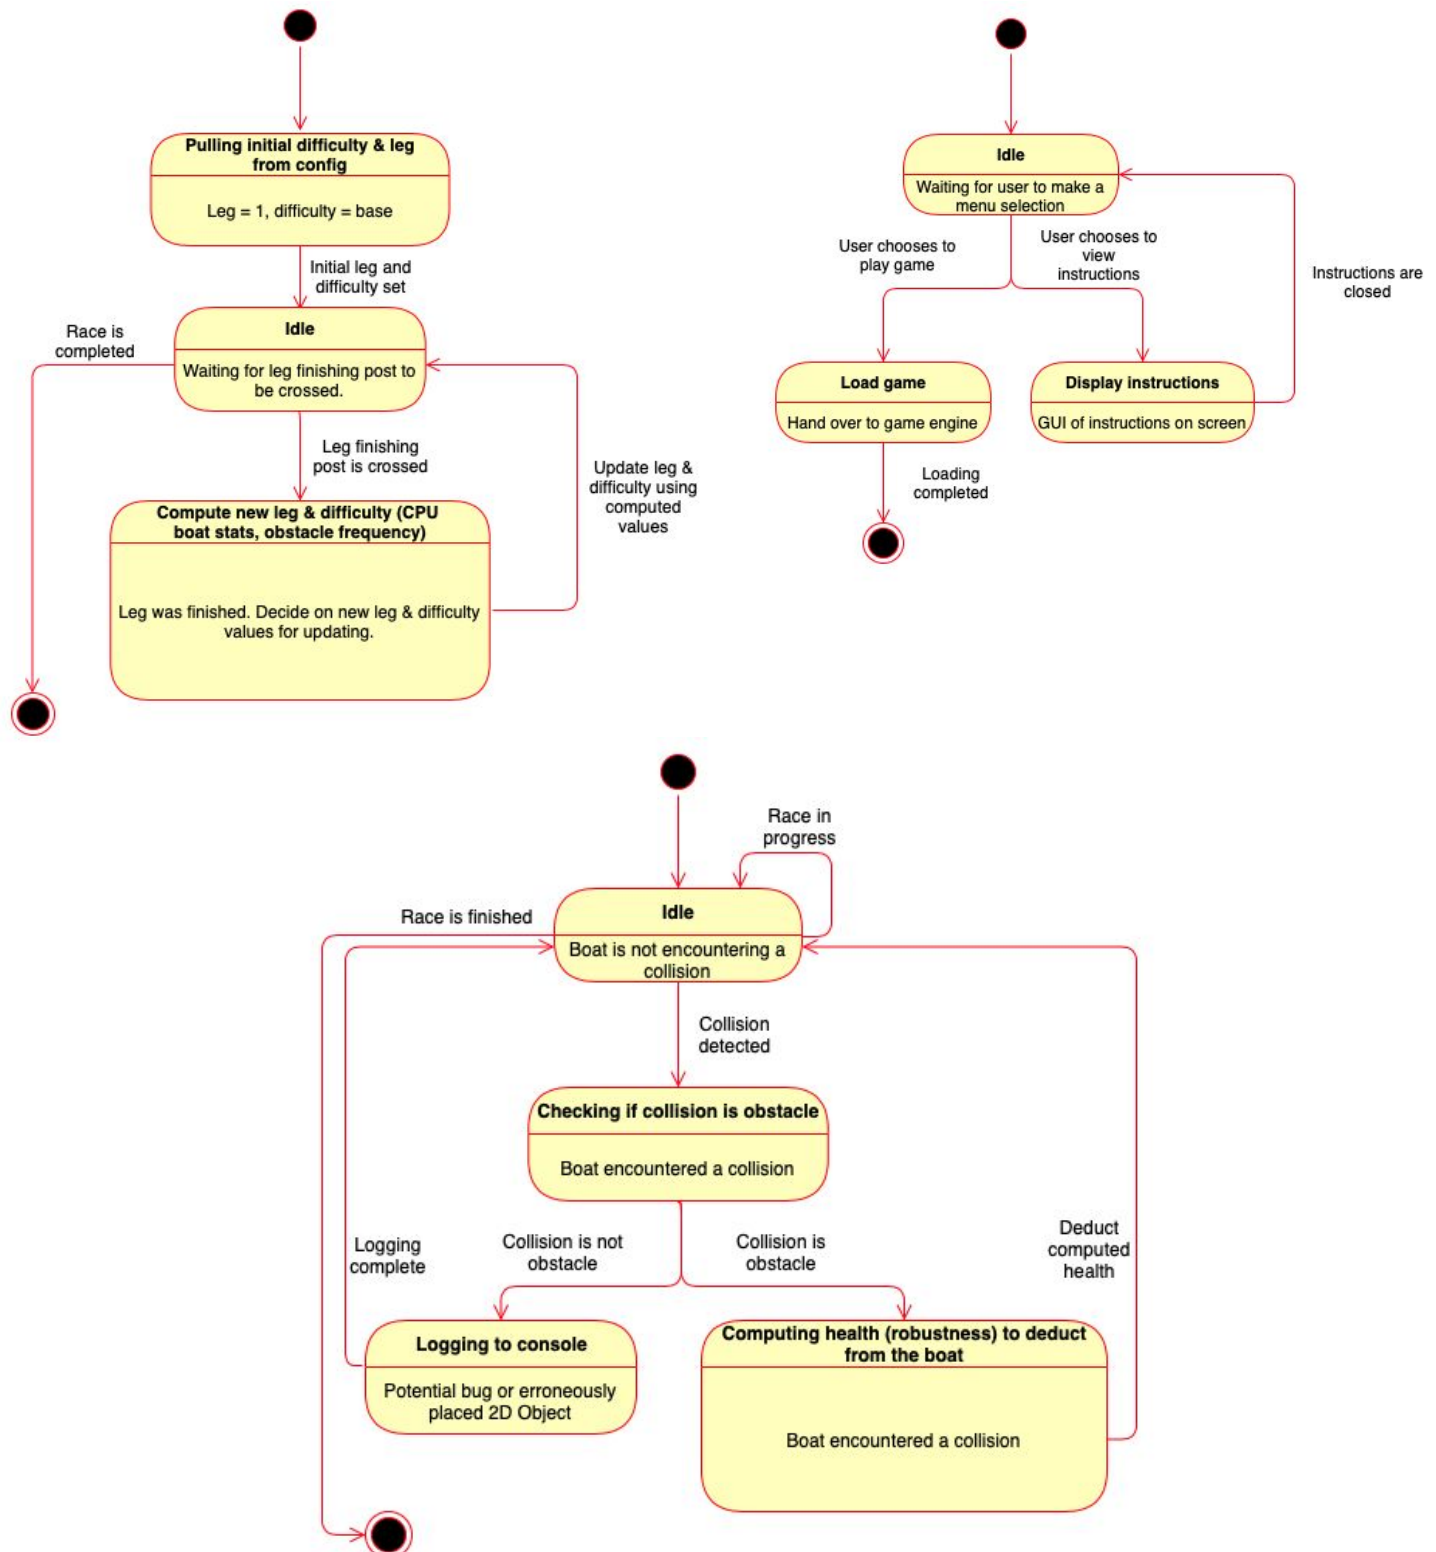 Pulling initial difficulty & leg
from config
Leg = 1, difficulty = base
Initial leg and
difficulty set
Race is
completed
Idle
Waiting for leg finishing post to
be crossed.
Leg finishing
post is crossed
Update leg &
difficulty using
computed
values
Compute new leg & difficulty (CPU
boat stats, obstacle frequency)
Leg was finished. Decide on new leg & difficulty
values for updating.
Idle
Waiting for user to make a
menu selection
User chooses to
play game
User chooses to
view
instructions
Instructions are
closed
Load game
Hand over to game engine
Display instructions
GUI of instructions on screen
Loading
completed
Race in
progress
Race is finished
Idle
Boat is not encountering a
collision
Collision
detected
Checking if collision is obstacle
Boat encountered a collision
Logging
complete
Collision is not
obstacle
Collision is
obstacle
Deduct
computed
health
Logging to console
Potential bug or erroneously
placed 2D Object
Computing health (robustness) to deduct
from the boat
Boat encountered a collision